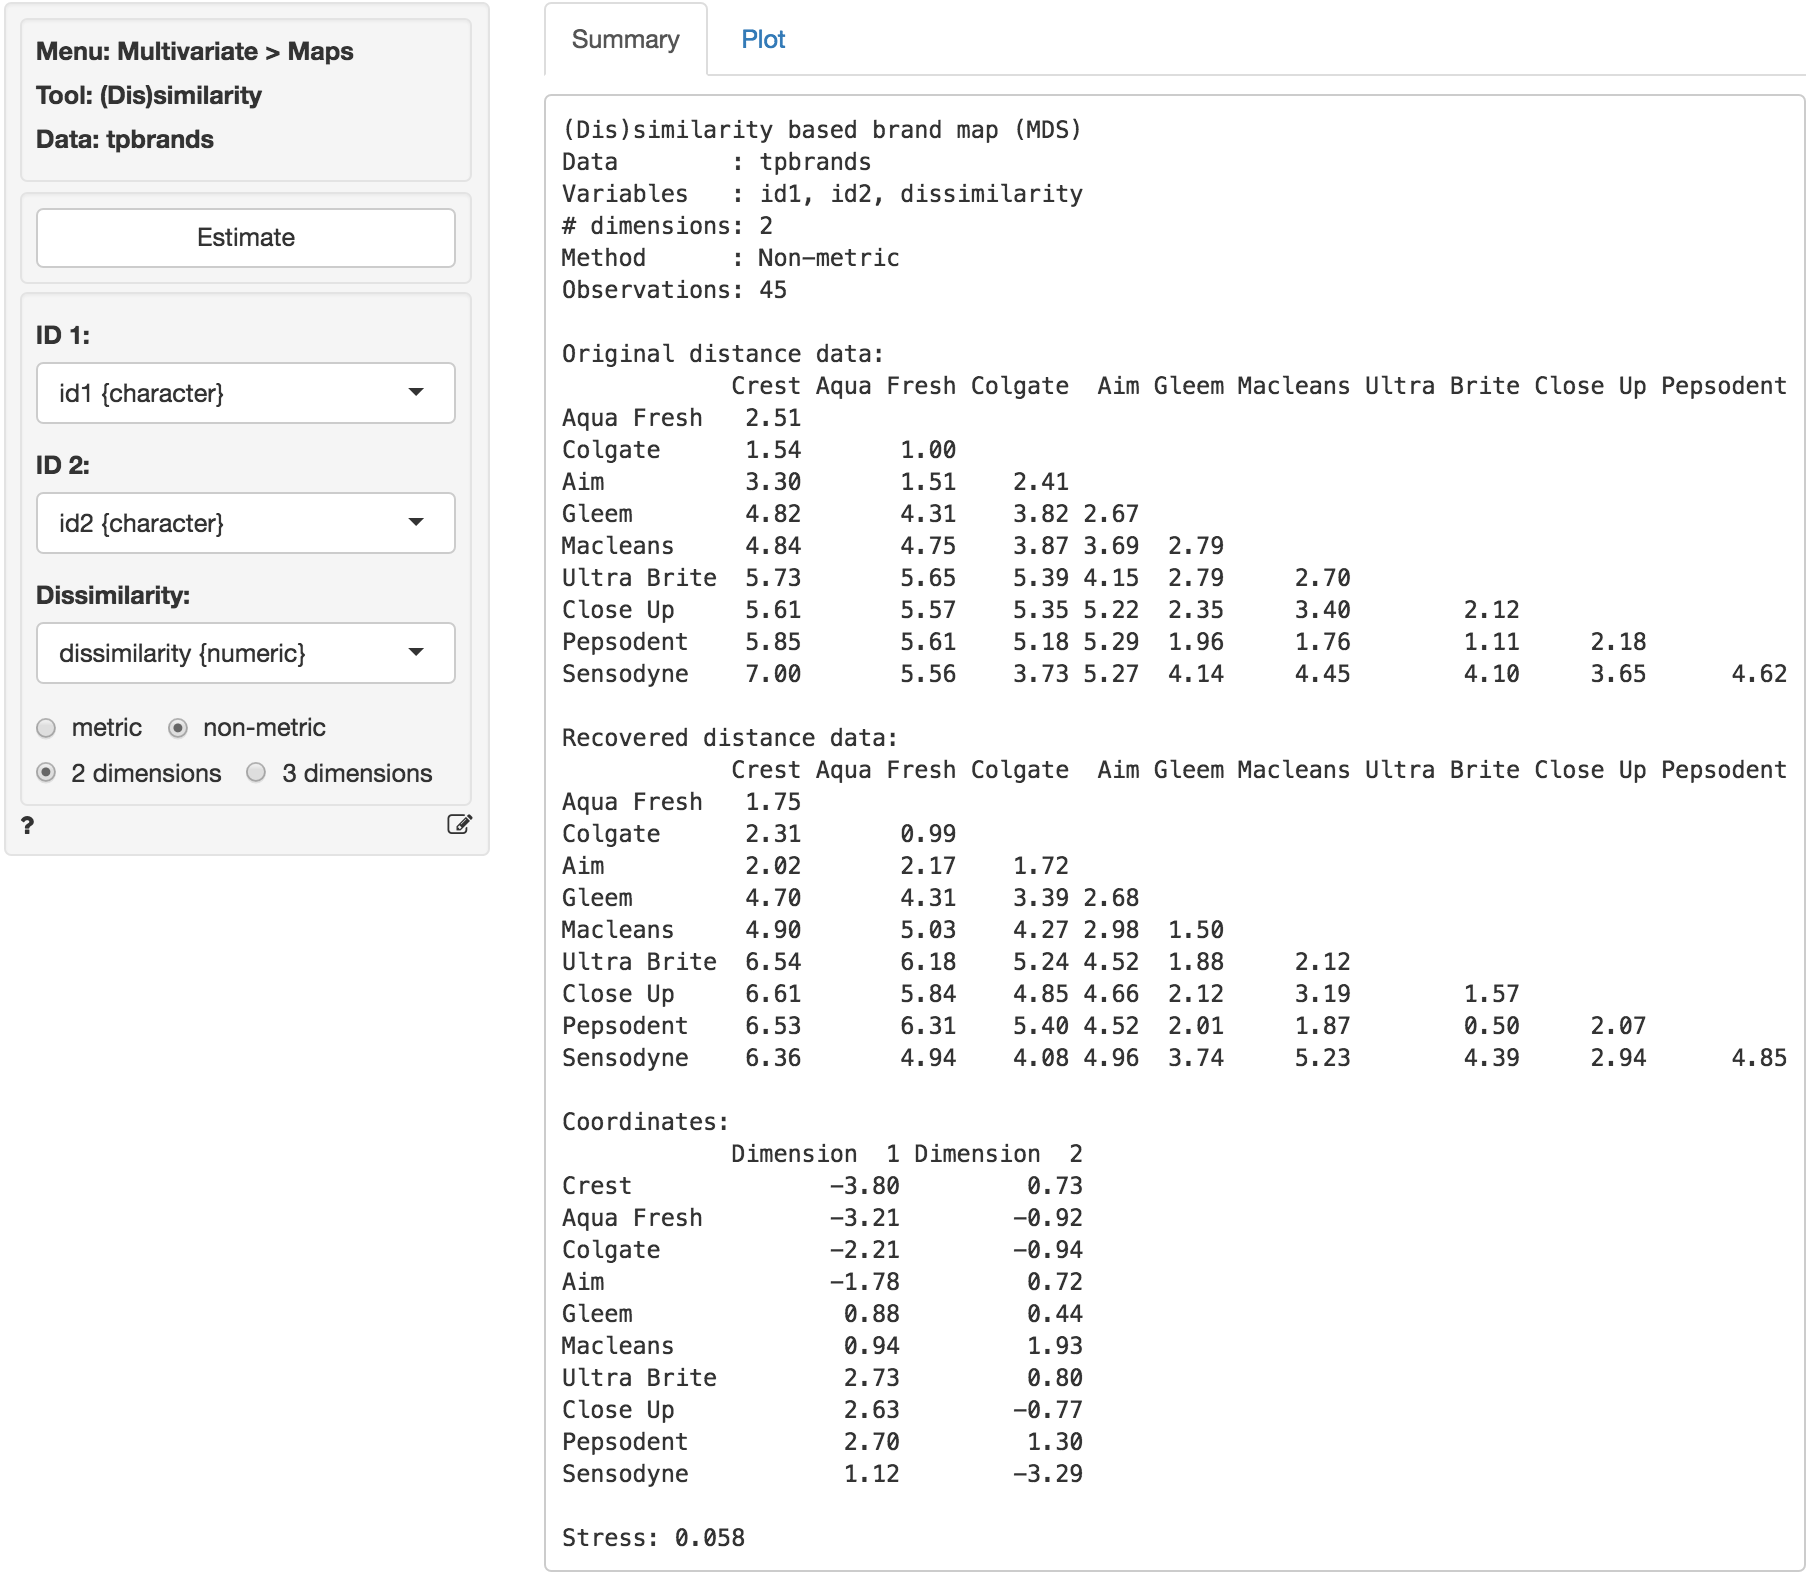 Menu: Multivariate > Maps
Tool: (Dis)similarity
Data: tpbrands
Estimate
ID 1:
id1 {character}
ID 2:
id2 {character}
Dissimilarity:
dissimilarity {numeric}
metric non-metric
2 dimensions 3 dimensions
?
Summary Plot
(Dis)similarity based brand map (MDS)
Data        : tpbrands
Variables   : id1, id2, dissimilarity
# dimensions: 2
Method      : Non-metric
Observations: 45
Original distance data:
            Crest Aqua Fresh Colgate  Aim Gleem Macleans Ultra Brite Close Up Pepsodent
Aqua Fresh   2.51
Colgate      1.54       1.00
Aim          3.30       1.51    2.41
Gleem        4.82       4.31    3.82 2.67
Macleans     4.84       4.75    3.87 3.69  2.79
Ultra Brite  5.73       5.65    5.39 4.15  2.79     2.70
Close Up     5.61       5.57    5.35 5.22  2.35     3.40        2.12
Pepsodent    5.85       5.61    5.18 5.29  1.96     1.76        1.11     2.18
Sensodyne    7.00       5.56    3.73 5.27  4.14     4.45        4.10     3.65      4.62
Recovered distance data:
            Crest Aqua Fresh Colgate  Aim Gleem Macleans Ultra Brite Close Up Pepsodent
Aqua Fresh   1.75
Colgate      2.31       0.99
Aim          2.02       2.17    1.72
Gleem        4.70       4.31    3.39 2.68
Macleans     4.90       5.03    4.27 2.98  1.50
Ultra Brite  6.54       6.18    5.24 4.52  1.88     2.12
Close Up     6.61       5.84    4.85 4.66  2.12     3.19        1.57
Pepsodent    6.53       6.31    5.40 4.52  2.01     1.87        0.50     2.07
Sensodyne    6.36       4.94    4.08 4.96  3.74     5.23        4.39     2.94      4.85
Coordinates:
            Dimension  1 Dimension  2
Crest              -3.80         0.73
Aqua Fresh         -3.21        -0.92
Colgate            -2.21        -0.94
Aim                -1.78         0.72
Gleem               0.88         0.44
Macleans            0.94         1.93
Ultra Brite         2.73         0.80
Close Up            2.63        -0.77
Pepsodent           2.70         1.30
Sensodyne           1.12        -3.29
Stress: 0.058